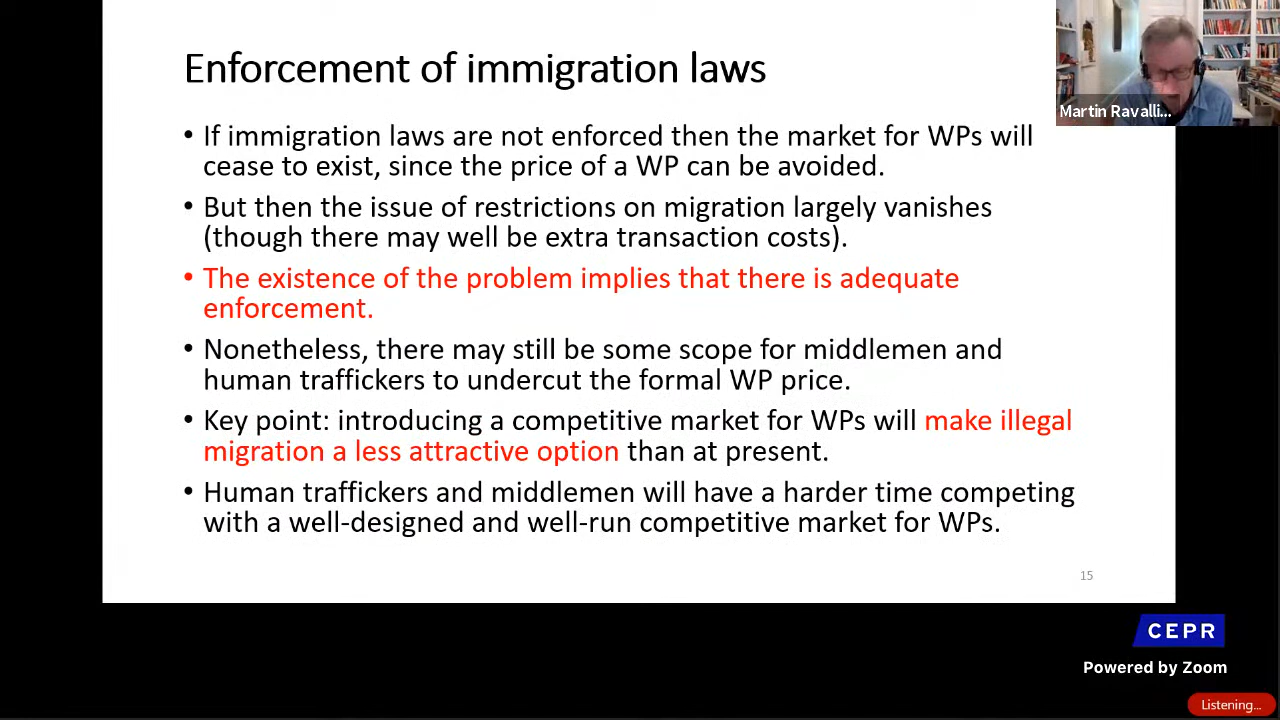 Enforcement of immigration laws
Martin Ravalli...
• If immigration laws are not enforced then the market for WPs will
cease to exist, since the price of a WP can be avoided.
• But then the issue of restrictions on migration largely vanishes
(though there may well be extra transaction costs).
• The existence of the problem implies that there is adequate
enforcement.
• Nonetheless, there may still be some scope for middlemen and
human traffickers to undercut the formal WP price.
• Key point: introducing a competitive market for WPs will make illegal
migration a less attractive option than at present.
• Human traffickers and middlemen will have a harder time competing
with a well-designed and well-run competitive market for WPs.
15
CEPR
Powered by Zoom
Listening...